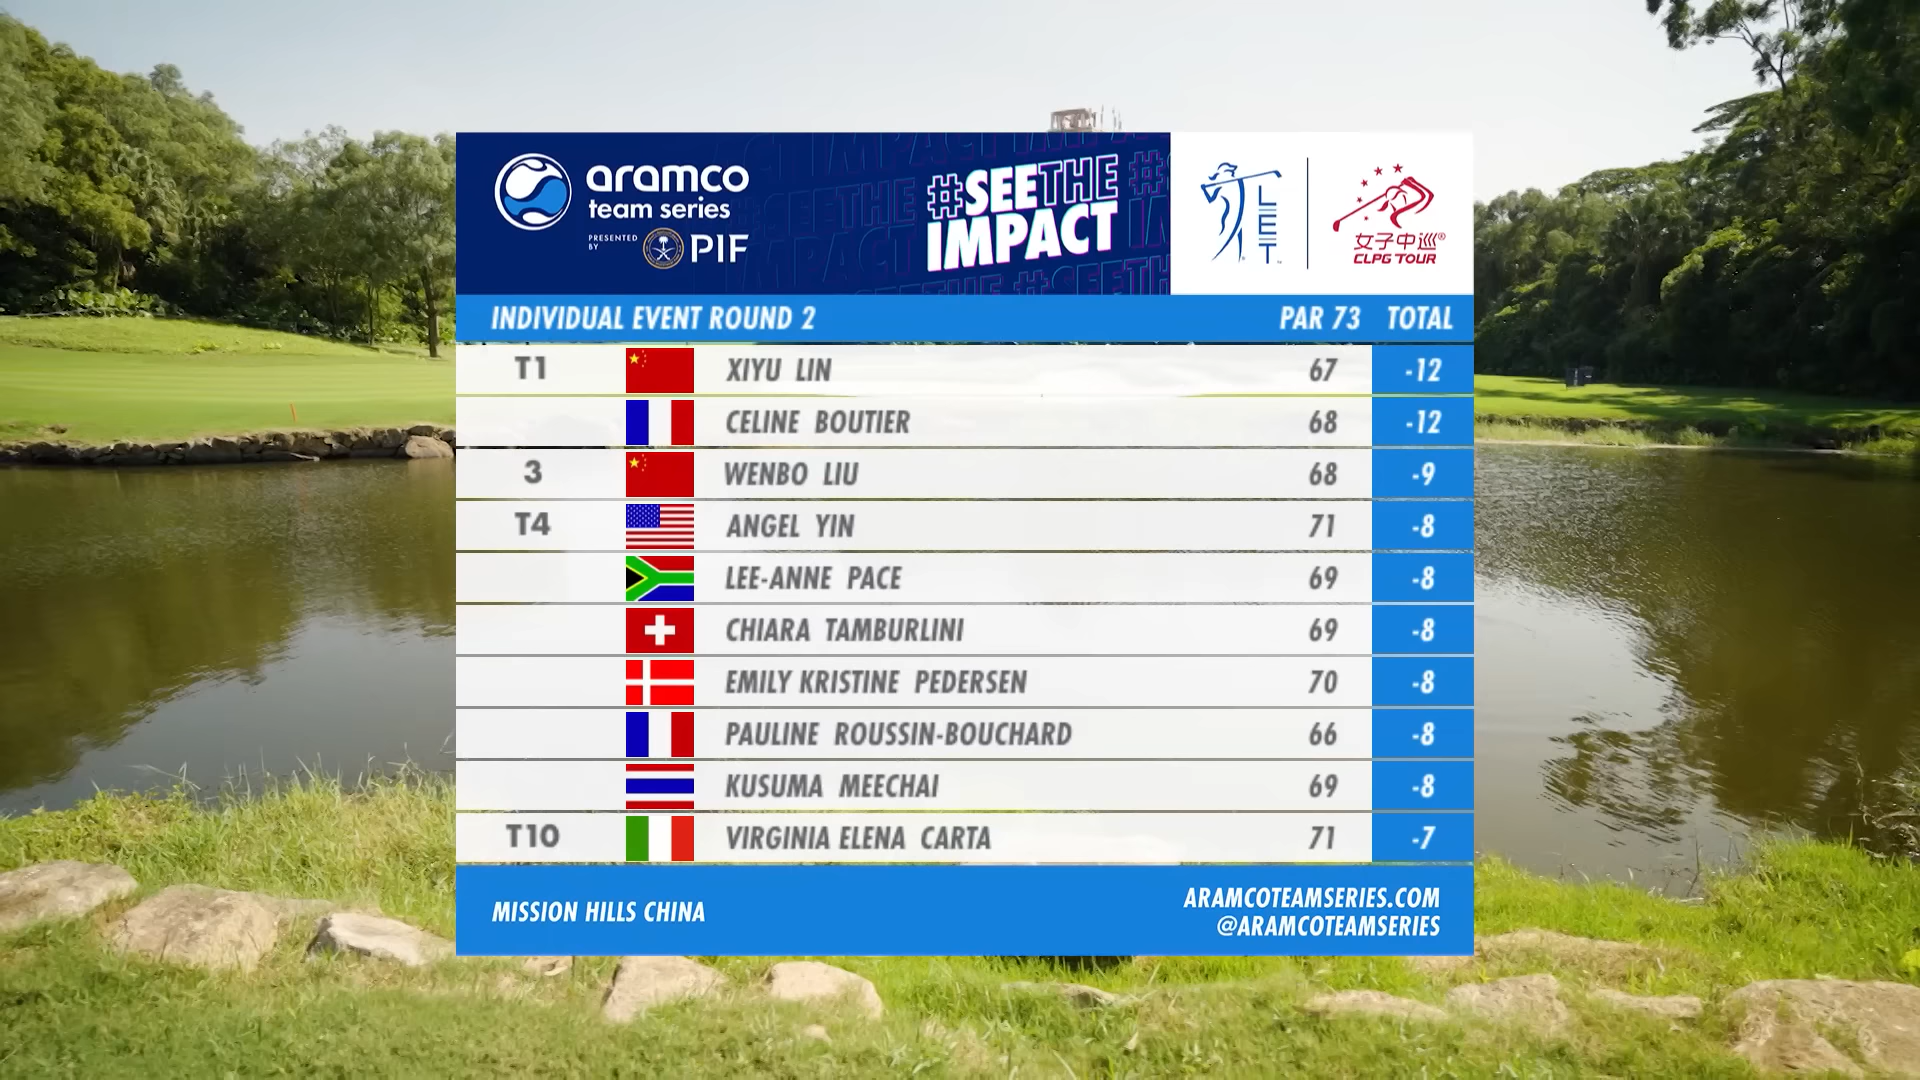 aramco
team series
PRESENTED BY PIF
#SEETHE
IMPACT
LET
女子中巡®
CLPG TOUR
INDIVIDUAL EVENT ROUND 2 PAR 73 TOTAL
T1 XIYU LIN 67 -12
CELINE BOUTIER 68 -12
3 WENBO LIU 68 -9
T4 ANGEL YIN 71 -8
LEE-ANNE PACE 69 -8
CHIARA TAMBURLINI 69 -8
EMILY KRISTINE PEDERSEN 70 -8
PAULINE ROUSSIN-BOUCHARD 66 -8
KUSUMA MEECHAI 69 -8
T10 VIRGINIA ELENA CARTA 71 -7
MISSION HILLS CHINA
ARAMCOTEAMSERIES.COM
@ARAMCOTEAMSERIES